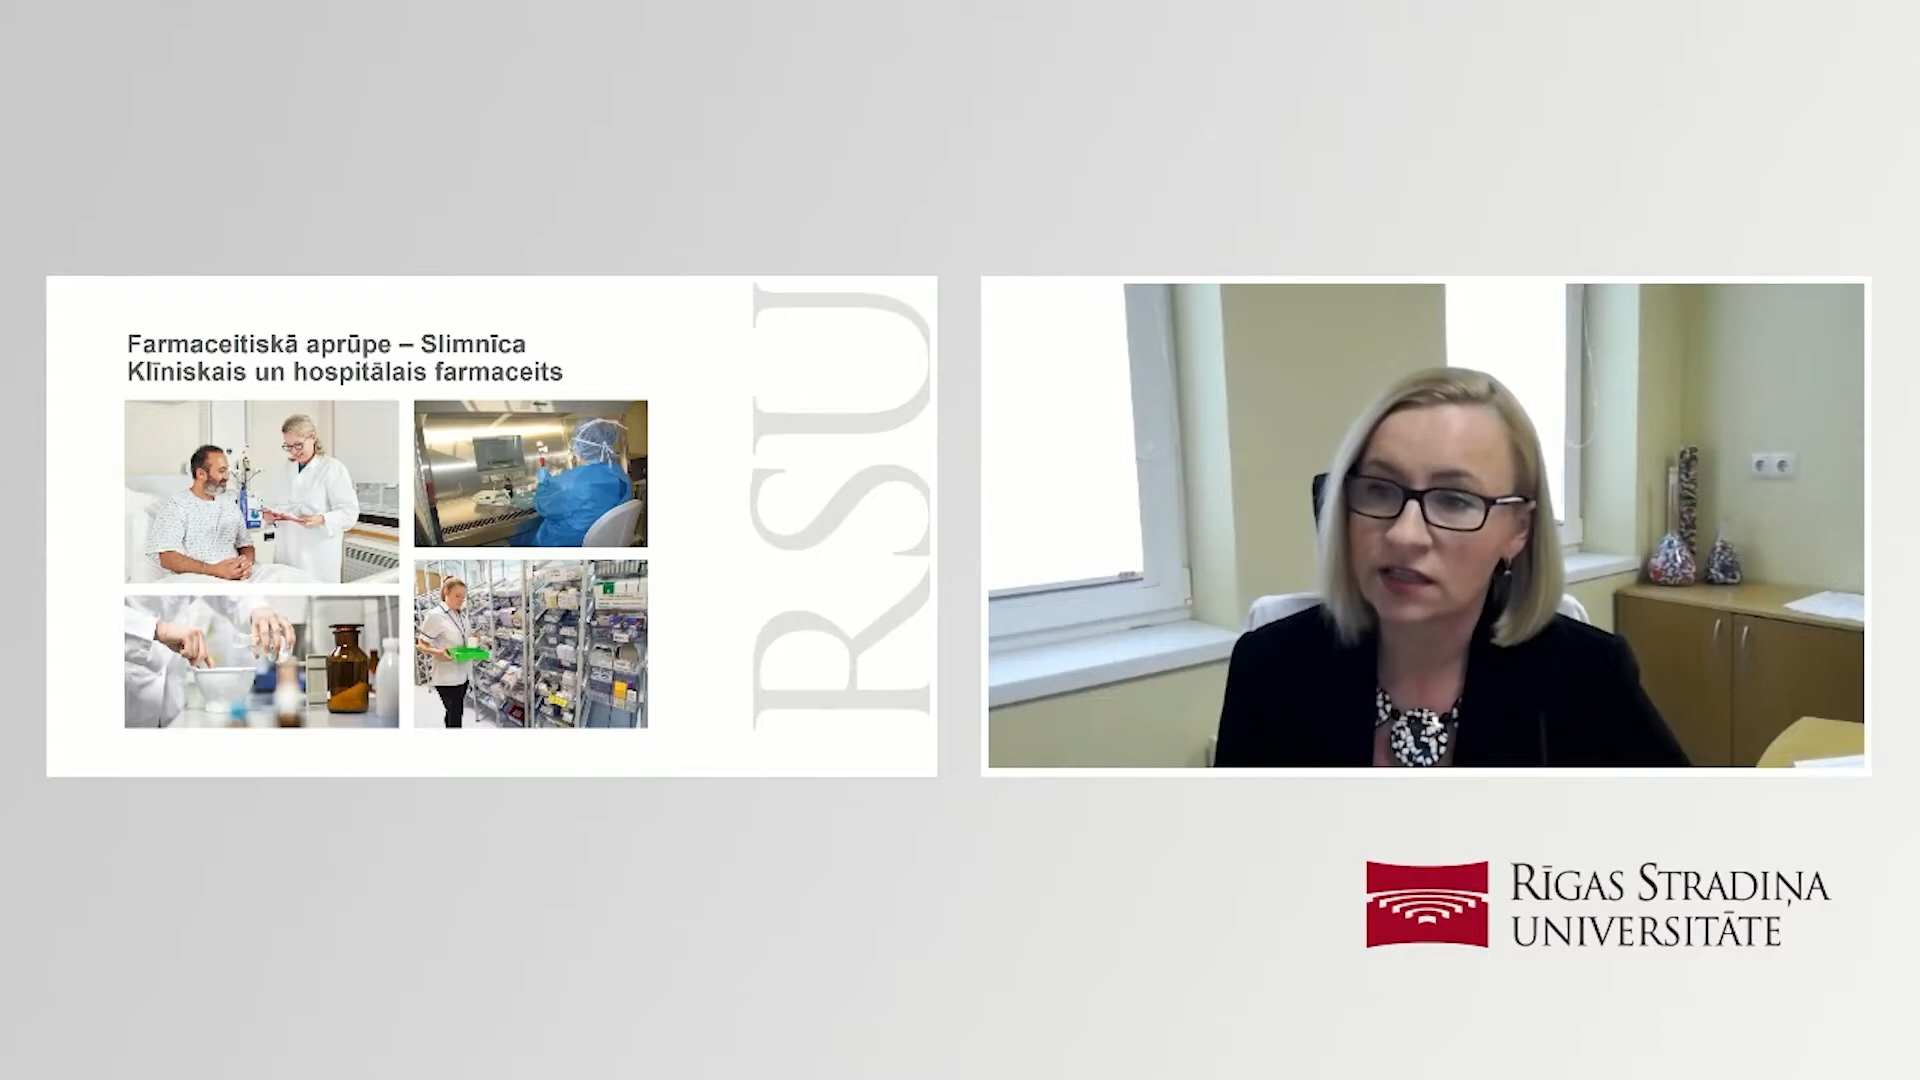 Farmaceitiskā aprūpe – Slimnīca
Klīniskais un hospitālais farmaceits
RSU
RĪGAS STRADIŅA
UNIVERSITĀTE